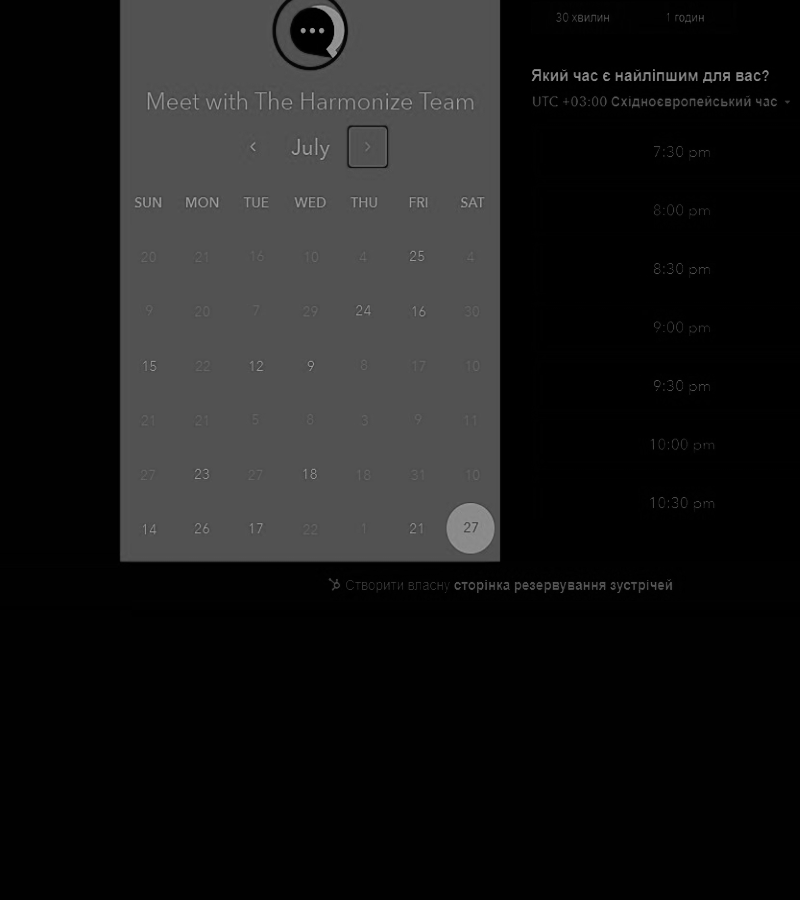 30 хвилин 1 годин
Meet with The Harmonize Team
Який час є найліпшим для вас?
UTC +03:00 Східноєвропейський час
July
7:30 pm
SUN MON TUE WED THU FRI SAT
8:00 pm
20 21 16 10 4 25 4
8:30 pm
9 20 7 29 24 16 30
9:00 pm
15 22 12 9 8 17 10
9:30 pm
21 21 5 8 3 9 11
10:00 pm
27 23 27 18 18 31 10
10:30 pm
14 26 17 22 1 21 27
Створити власну сторінка резервування зустрічей